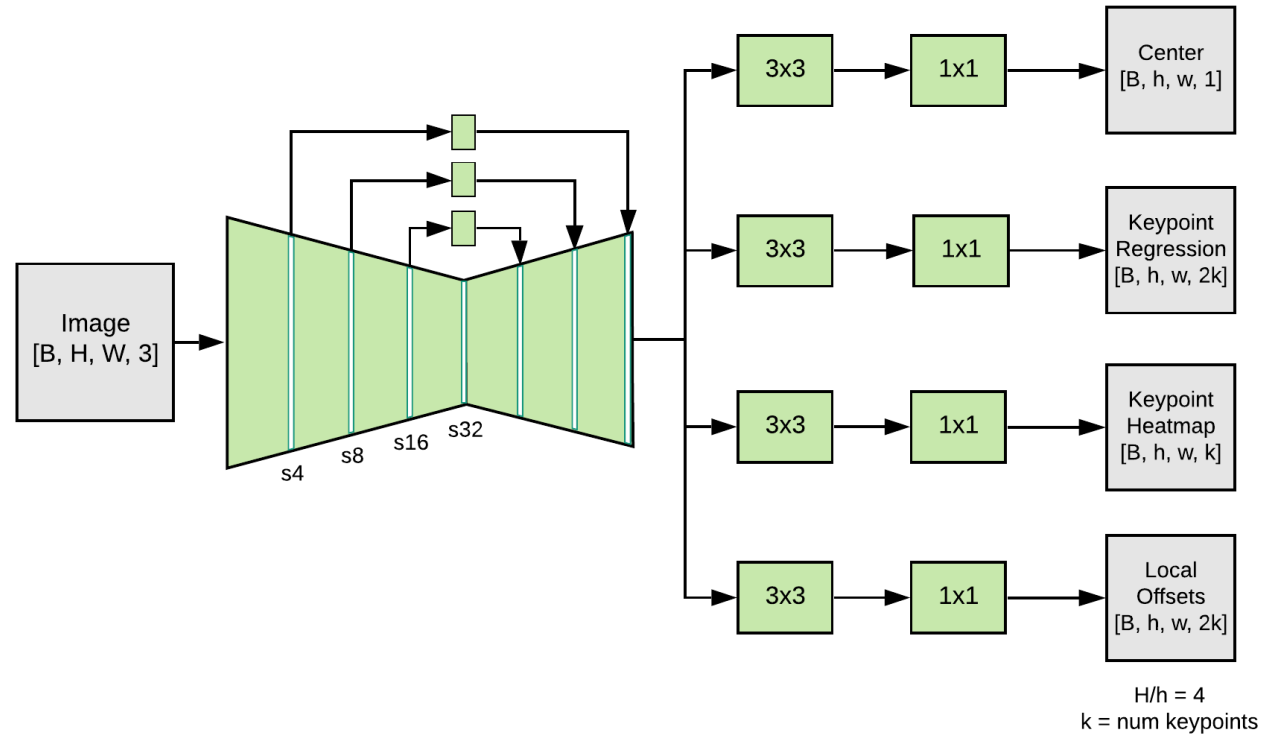 Image
[B, H, W, 3]
s4
s8
s16
s32
3x3
1x1
Center
[B, h, w, 1]
3x3
1x1
Keypoint
Regression
[B, h, w, 2k]
3x3
1x1
Keypoint
Heatmap
[B, h, w, k]
3x3
1x1
Local
Offsets
[B, h, w, 2k]
H/h = 4
k = num keypoints